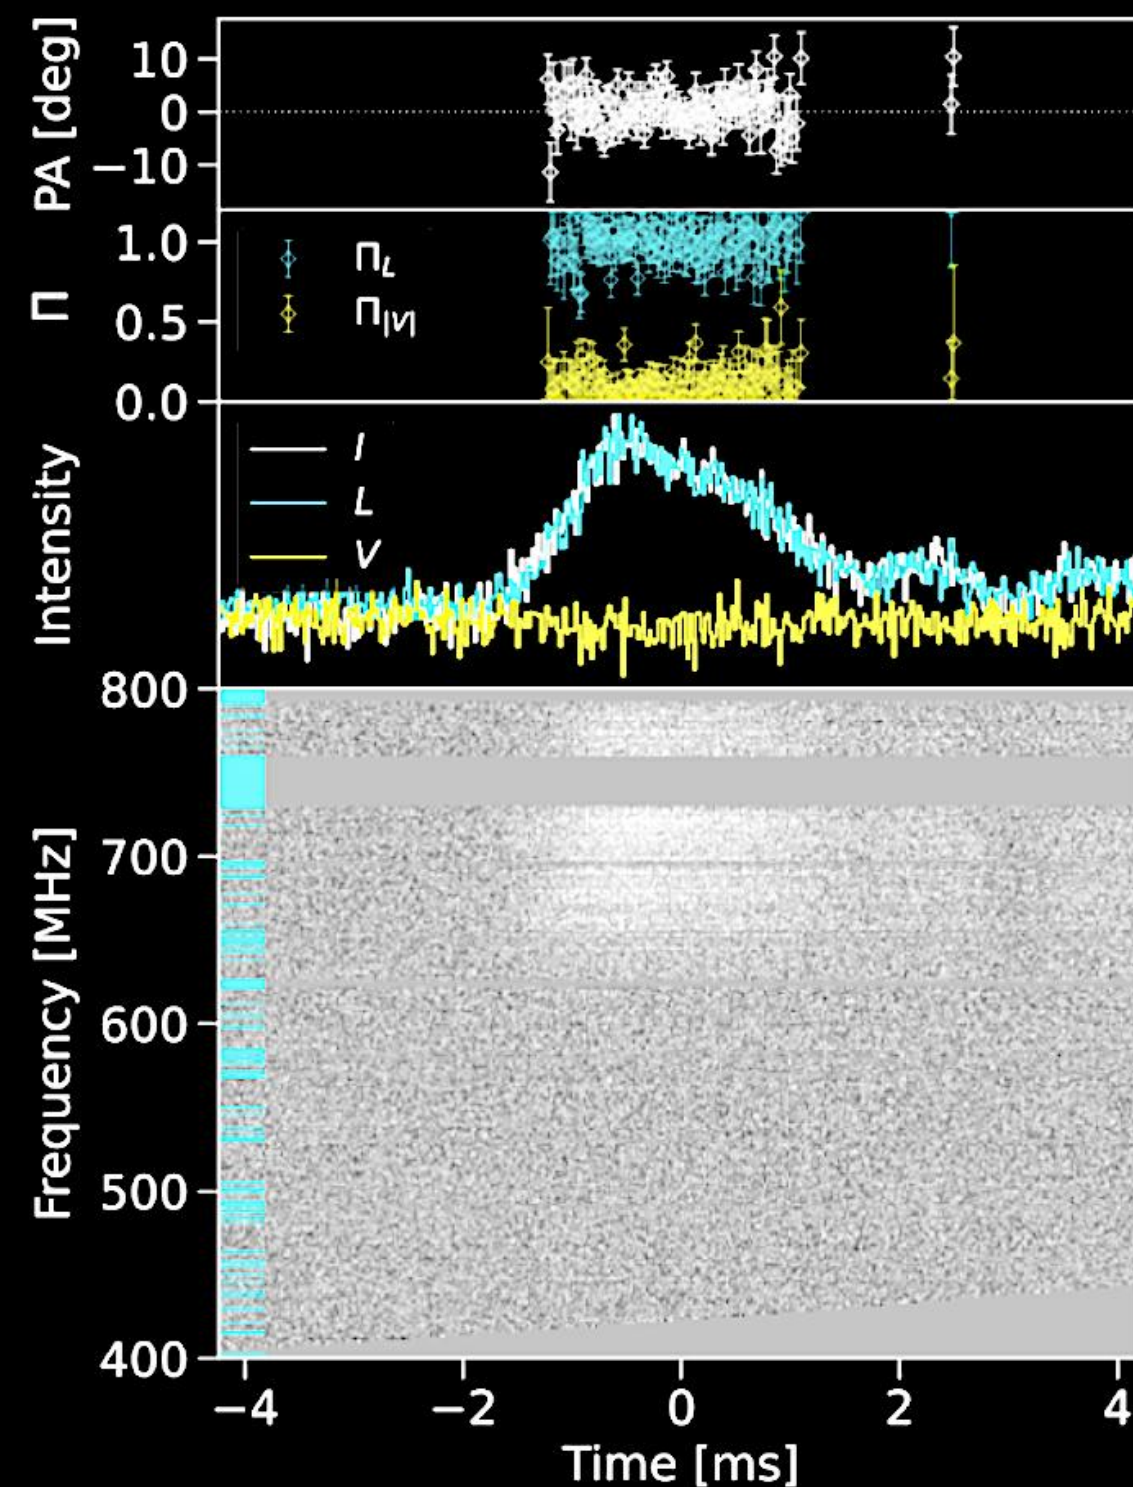 PA [deg]
10
0
−10
Π
1.0
0.5
0.0
Π_L
Π_|V|
Intensity
I
L
V
Frequency [MHz]
800
700
600
500
400
−4 −2 0 2 4
Time [ms]